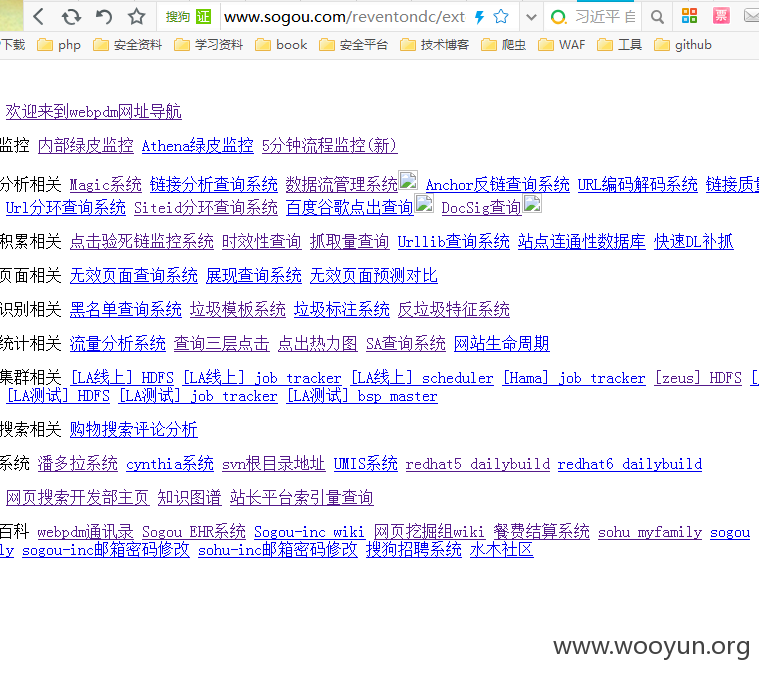 搜狗 证 www.sogou.com/reventondc/ext 习近平 自 票
下载 php 安全资料 学习资料 book 安全平台 技术博客 爬虫 WAF 工具 github
欢迎来到webpdm网址导航
监控 内部绿皮监控 Athena绿皮监控 5分钟流程监控(新)
分析相关 Magic系统 链接分析查询系统 数据流管理系统 Anchor反链查询系统 URL编码解码系统 链接质
Url分环查询系统 Siteid分环查询系统 百度谷歌点出查询 DocSig查询
积累相关 点击验死链监控系统 时效性查询 抓取量查询 Urllib查询系统 站点连通性数据库 快速DL补抓
页面相关 无效页面查询系统 展现查询系统 无效页面预测对比
识别相关 黑名单查询系统 垃圾模板系统 垃圾标注系统 反垃圾特征系统
统计相关 流量分析系统 查询三层点击 点出热力图 SA查询系统 网站生命周期
集群相关 [LA线上] HDFS [LA线上] job tracker [LA线上] scheduler [Hama] job tracker [zeus] HDFS [
[LA测试] HDFS [LA测试] job tracker [LA测试] bsp master
搜索相关 购物搜索评论分析
系统 潘多拉系统 cynthia系统 svn根目录地址 UMIS系统 redhat5 dailybuild redhat6 dailybuild
网页搜索开发部主页 知识图谱 站长平台索引量查询
百科 webpdm通讯录 Sogou EHR系统 Sogou-inc wiki 网页挖掘组wiki 餐费结算系统 sohu myfamily sogou
ly sogou-inc邮箱密码修改 sohu-inc邮箱密码修改 搜狗招聘系统 水木社区
www.wooyun.org